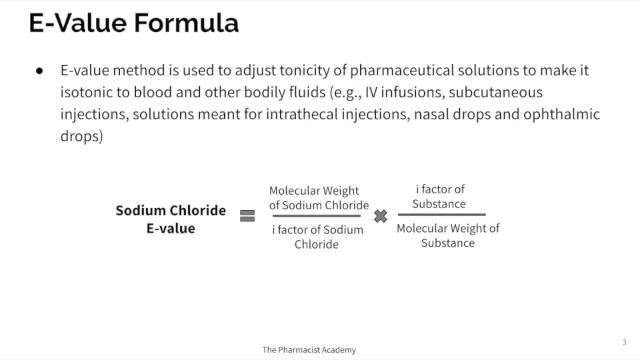 E-Value Formula
● E-value method is used to adjust tonicity of pharmaceutical solutions to make it
isotonic to blood and other bodily fluids (e.g., IV infusions, subcutaneous
injections, solutions meant for intrathecal injections, nasal drops and ophthalmic
drops)
Sodium Chloride
E-value
=
Molecular Weight
of Sodium Chloride
i factor of Sodium
Chloride
×
i factor of
Substance
Molecular Weight of
Substance
The Pharmacist Academy
3